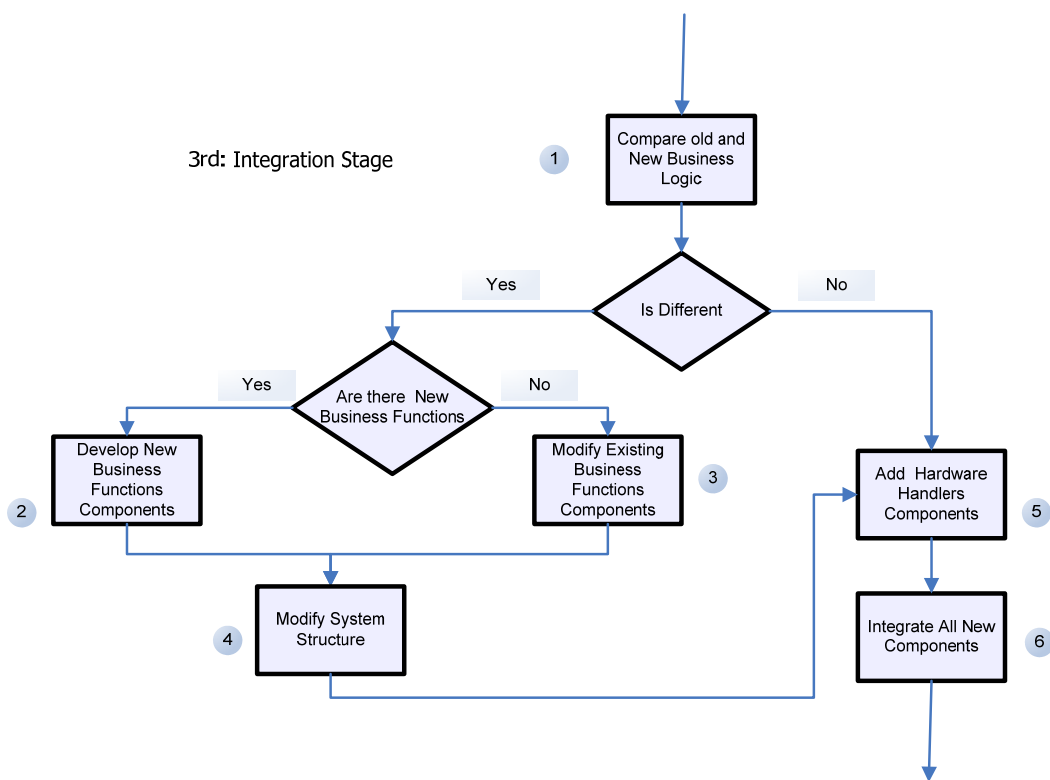 3rd: Integration Stage
1
Compare old and
New Business
Logic
Yes
Is Different
No
Yes
Are there New
Business Functions
No
2
Develop New
Business
Functions
Components
Modify Existing
Business
Functions
Components
3
Add Hardware
Handlers
Components
5
4
Modify System
Structure
Integrate All New
Components
6